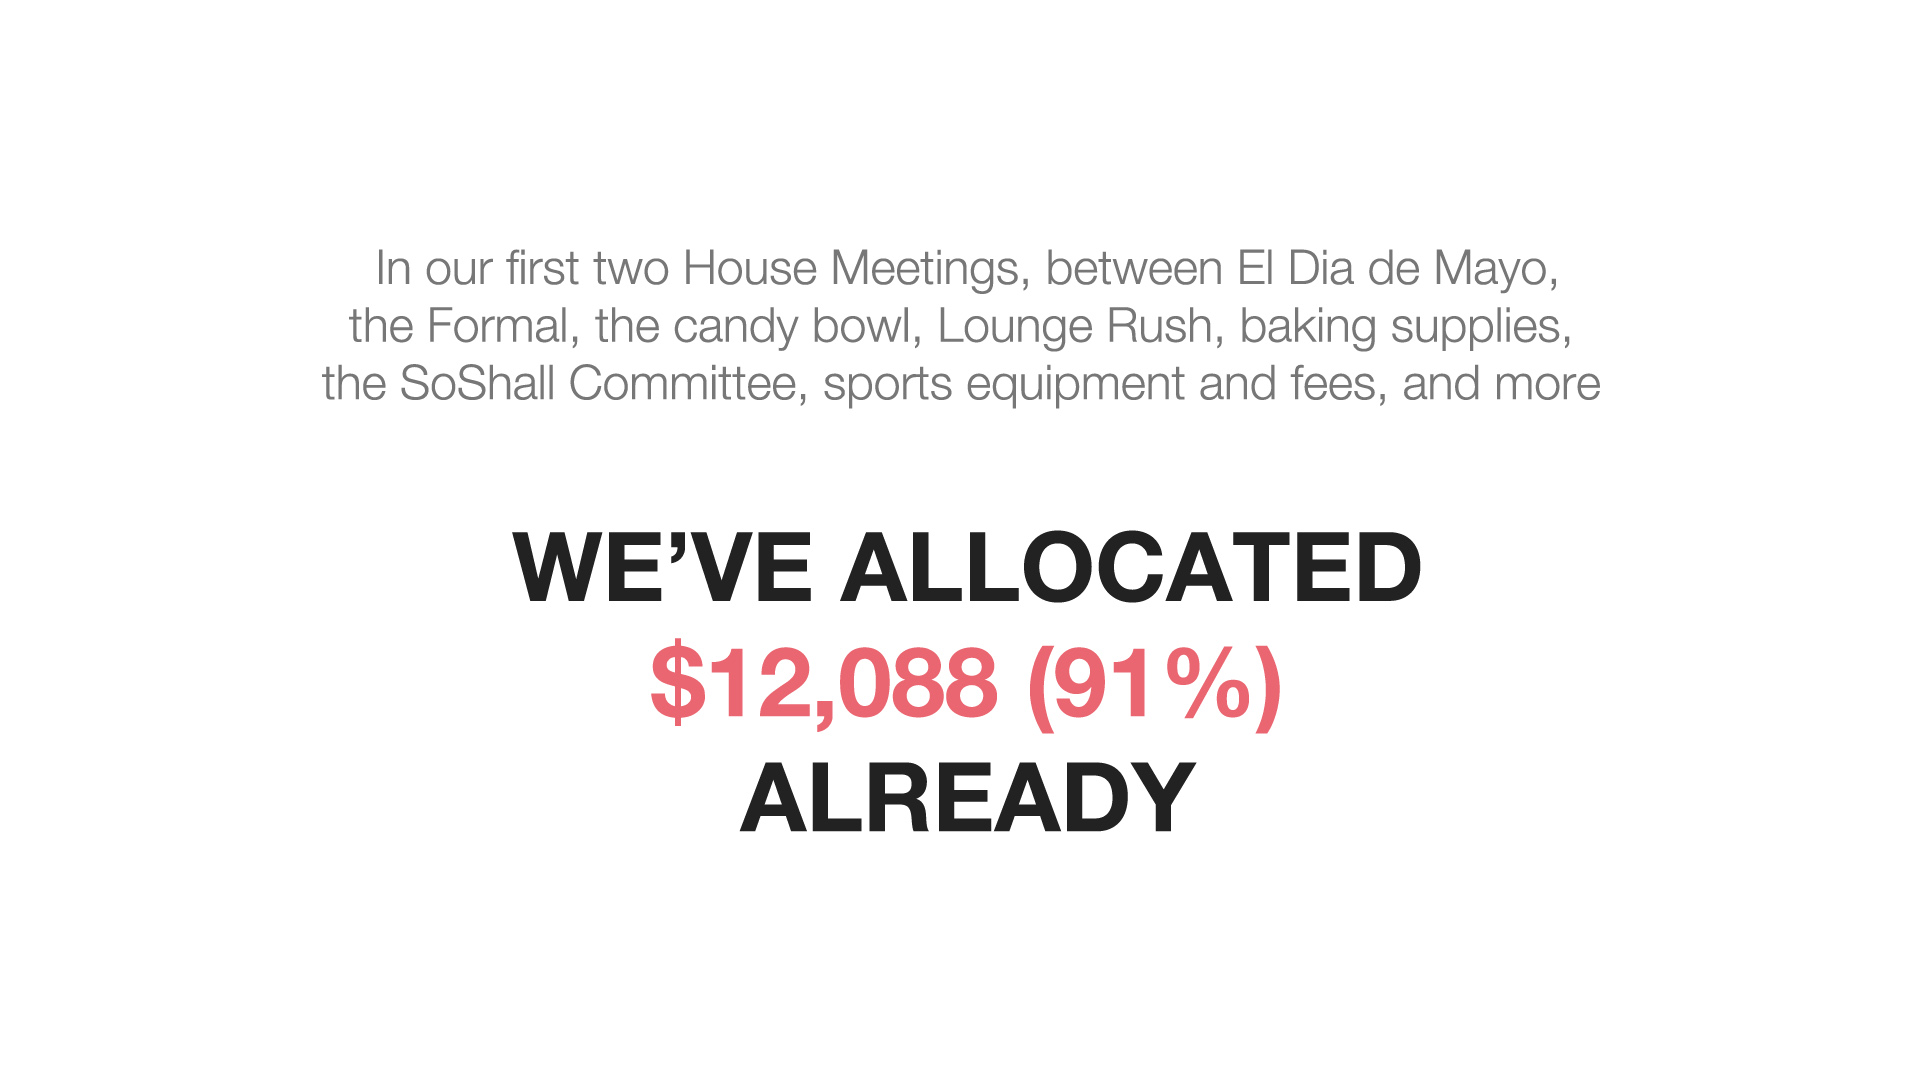 In our first two House Meetings, between El Dia de Mayo,
the Formal, the candy bowl, Lounge Rush, baking supplies,
the SoShall Committee, sports equipment and fees, and more
WE’VE ALLOCATED
$12,088 (91%)
ALREADY